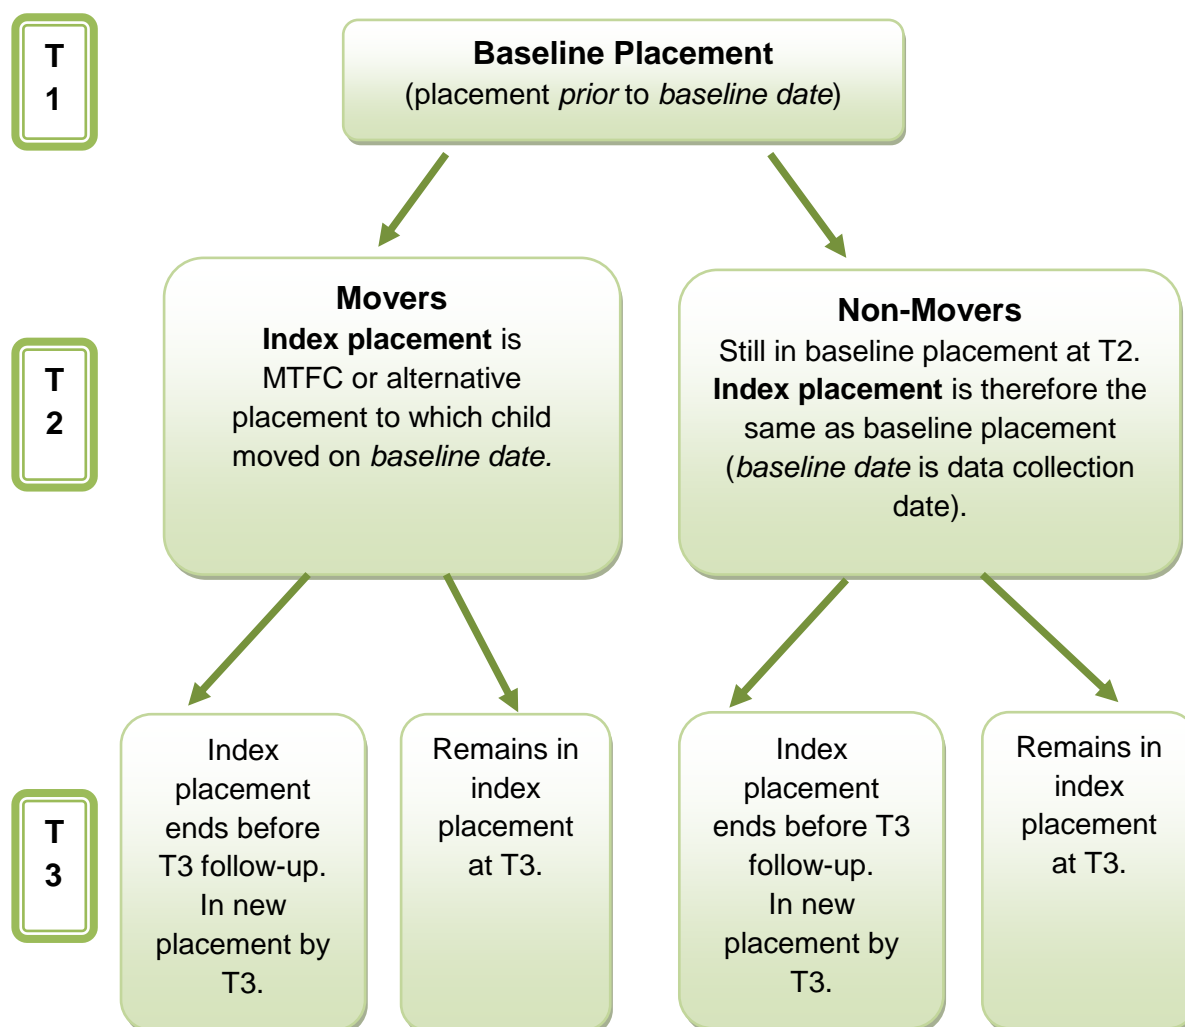 T
1
Baseline Placement
(placement prior to baseline date)
T
2
Movers
Index placement is
MTFC or alternative
placement to which child
moved on baseline date.
Non-Movers
Still in baseline placement at T2.
Index placement is therefore the
same as baseline placement
(baseline date is data collection
date).
T
3
Index
placement
ends before
T3 follow-up.
In new
placement by
T3.
Remains in
index
placement
at T3.
Index
placement
ends before T3
follow-up.
In new
placement by
T3.
Remains in
index
placement
at T3.